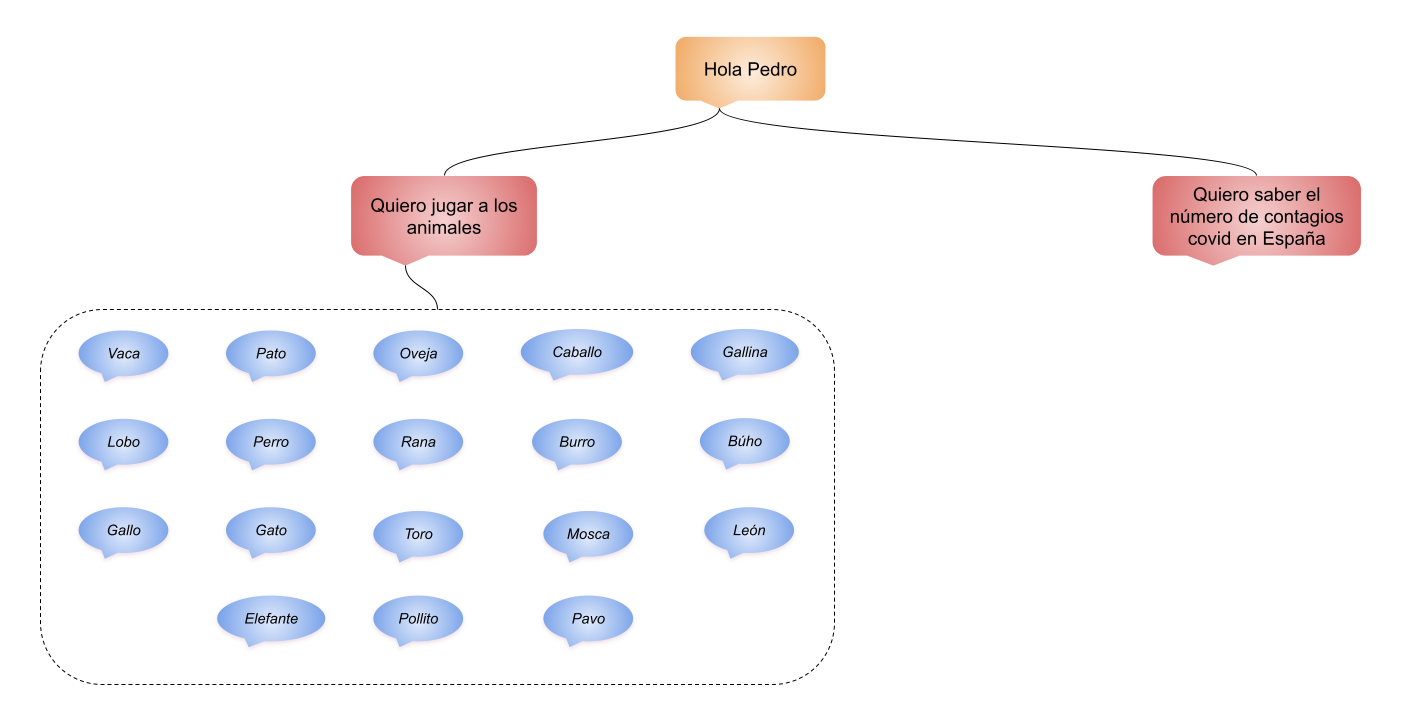 Hola Pedro
Quiero jugar a los
animales
Quiero saber el
número de contagios
covid en España
Vaca
Pato
Oveja
Caballo
Gallina
Lobo
Perro
Rana
Burro
Búho
Gallo
Gato
Toro
Mosca
León
Elefante
Pollito
Pavo